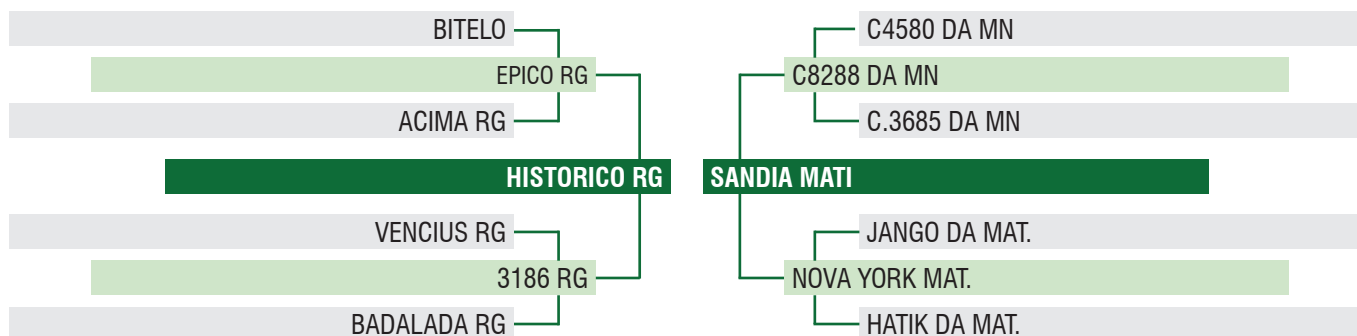 BITELO
EPICO RG
ACIMA RG
HISTORICO RG
VENCIUS RG
3186 RG
BADALADA RG
C4580 DA MN
C8288 DA MN
C.3685 DA MN
SANDIA MATI
JANGO DA MAT.
NOVA YORK MAT.
HATIK DA MAT.